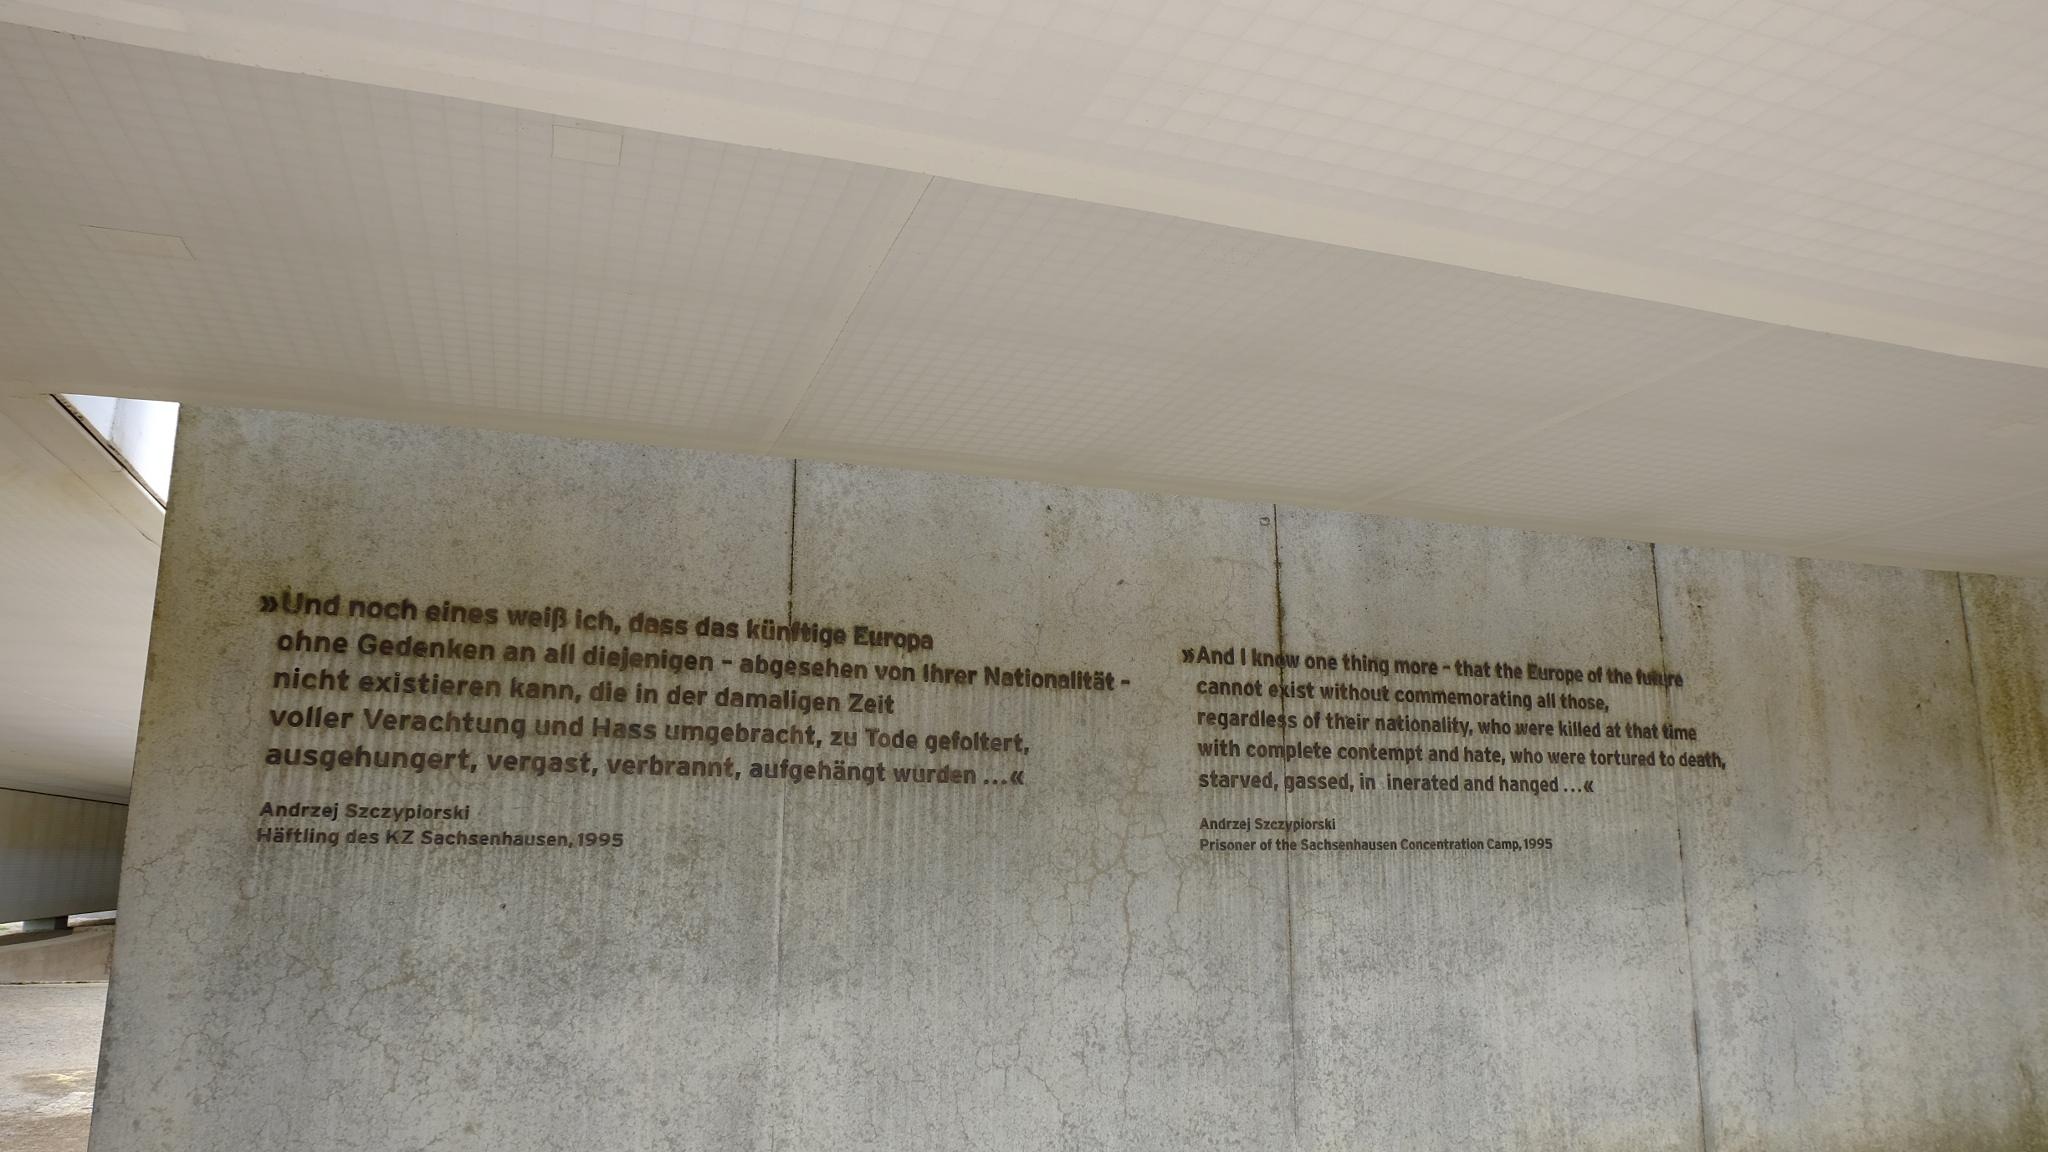 »Und noch eines weiß ich, dass das künftige Europa
ohne Gedenken an all diejenigen - abgesehen von Ihrer Nationalität -
nicht existieren kann, die in der damaligen Zeit
voller Verachtung und Hass umgebracht, zu Tode gefoltert,
ausgehungert, vergast, verbrannt, aufgehängt wurden ...«
Andrzej Szczypiorski
Häftling des KZ Sachsenhausen, 1995
»And I know one thing more - that the Europe of the future
cannot exist without commemorating all those,
regardless of their nationality, who were killed at that time
with complete contempt and hate, who were tortured to death,
starved, gassed, in inerated and hanged ...«
Andrzej Szczypiorski
Prisoner of the Sachsenhausen Concentration Camp, 1995